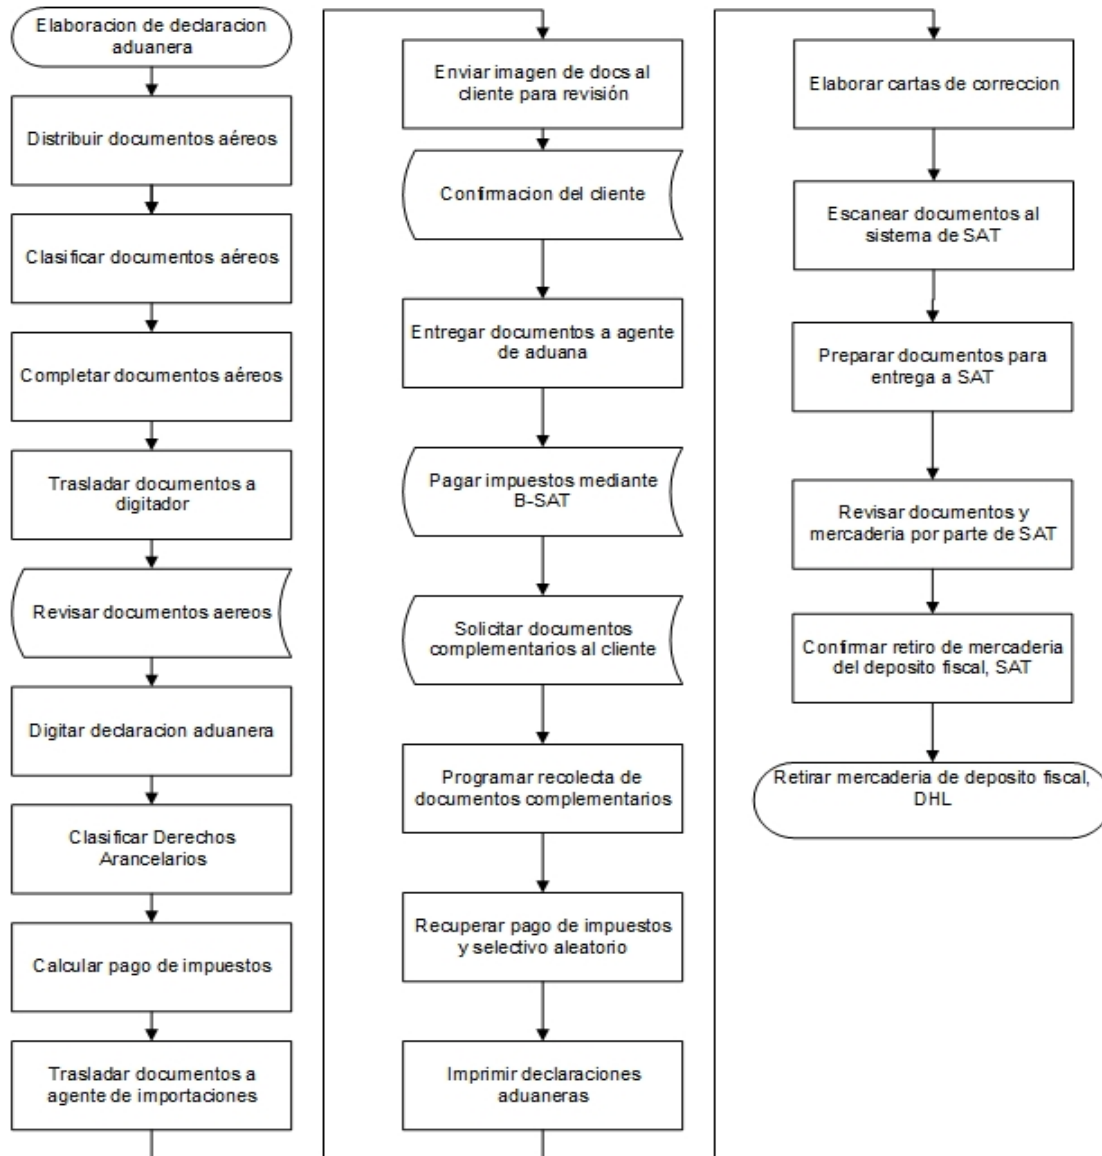 Elaboracion de declaracion
aduanera
Distribuir documentos aéreos
Clasificar documentos aéreos
Completar documentos aéreos
Trasladar documentos a
digitador
Revisar documentos aereos
Digitar declaracion aduanera
Clasificar Derechos
Arancelarios
Calcular pago de impuestos
Trasladar documentos a
agente de importaciones
Enviar imagen de docs al
cliente para revisión
Confirmacion del cliente
Entregar documentos a agente
de aduana
Pagar impuestos mediante
B-SAT
Solicitar documentos
complementarios al cliente
Programar recolecta de
documentos complementarios
Recuperar pago de impuestos
y selectivo aleatorio
Imprimir declaraciones
aduaneras
Elaborar cartas de correccion
Escanear documentos al
sistema de SAT
Preparar documentos para
entrega a SAT
Revisar documentos y
mercaderia por parte de SAT
Confirmar retiro de mercaderia
del deposito fiscal, SAT
Retirar mercaderia de deposito fiscal,
DHL